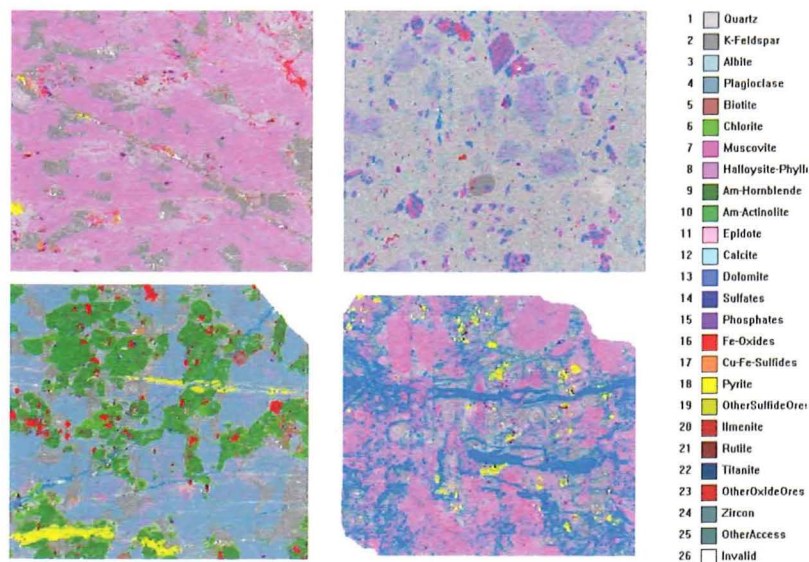 1 Quartz
2 K-Feldspar
3 Albite
4 Plagioclase
5 Biotite
6 Chlorite
7 Muscovite
8 Halloysite-Phylli
9 Am-Hornblende
10 Am-Actinolite
11 Epidote
12 Calcite
13 Dolomite
14 Sulfates
15 Phosphates
16 Fe-Oxides
17 Cu-Fe-Sulfides
18 Pyrite
19 OtherSulfideOres
20 Ilmenite
21 Rutile
22 Titanite
23 OtherOxideOres
24 Zircon
25 OtherAccess
26 Invalid